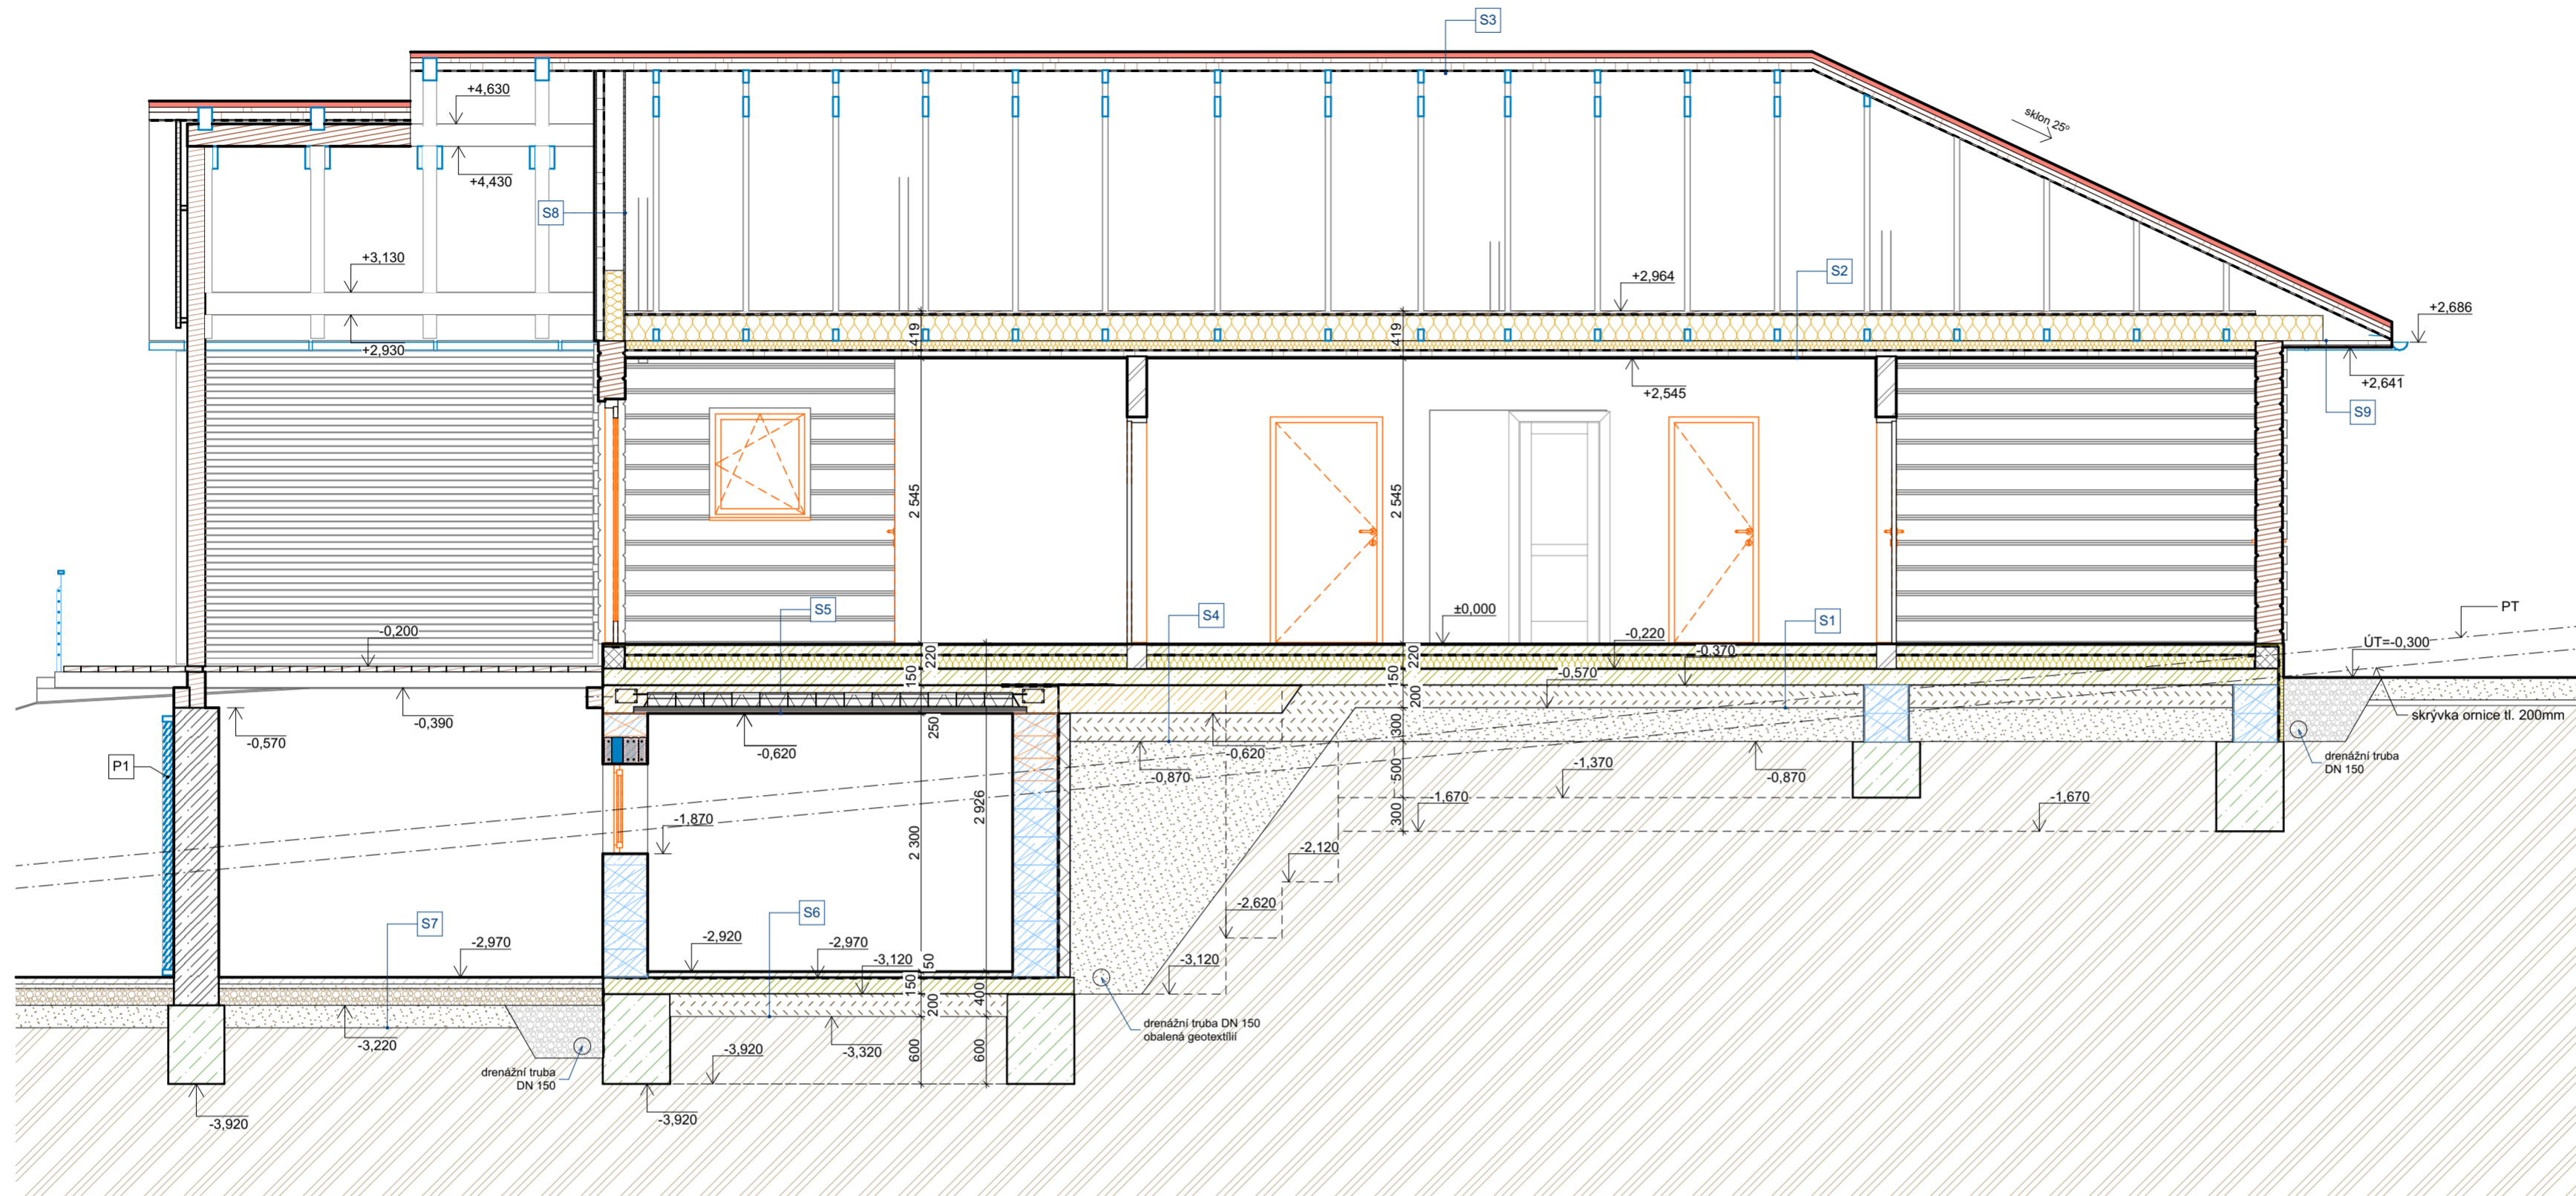 S3
+4,630
sklon 25º
+4,430
S8
+3,130
+2,964
S2
+2,686
419
419
+2,930
+2,545
+2,641
S9
2 545
2 545
S5
S4
±0,000
S1
PT
-0,200
-0,220
ÚT=-0,300
220
220
-0,370
150
150
-0,570
200
skrývka ornice tl. 200mm
-0,390
-0,570
250
300
-0,620
-0,620
drenážní truba
DN 150
P1
-0,870
500
-1,370
-0,870
2 926
-1,670
-1,670
300
-1,870
2 300
-2,120
-2,620
S7
S6
-2,970
-2,920
-2,970
-3,120
50
-3,120
150
400
200
drenážní truba DN 150
obalená geotextílií
-3,220
-3,920
-3,320
600
600
drenážní truba
DN 150
-3,920
-3,920